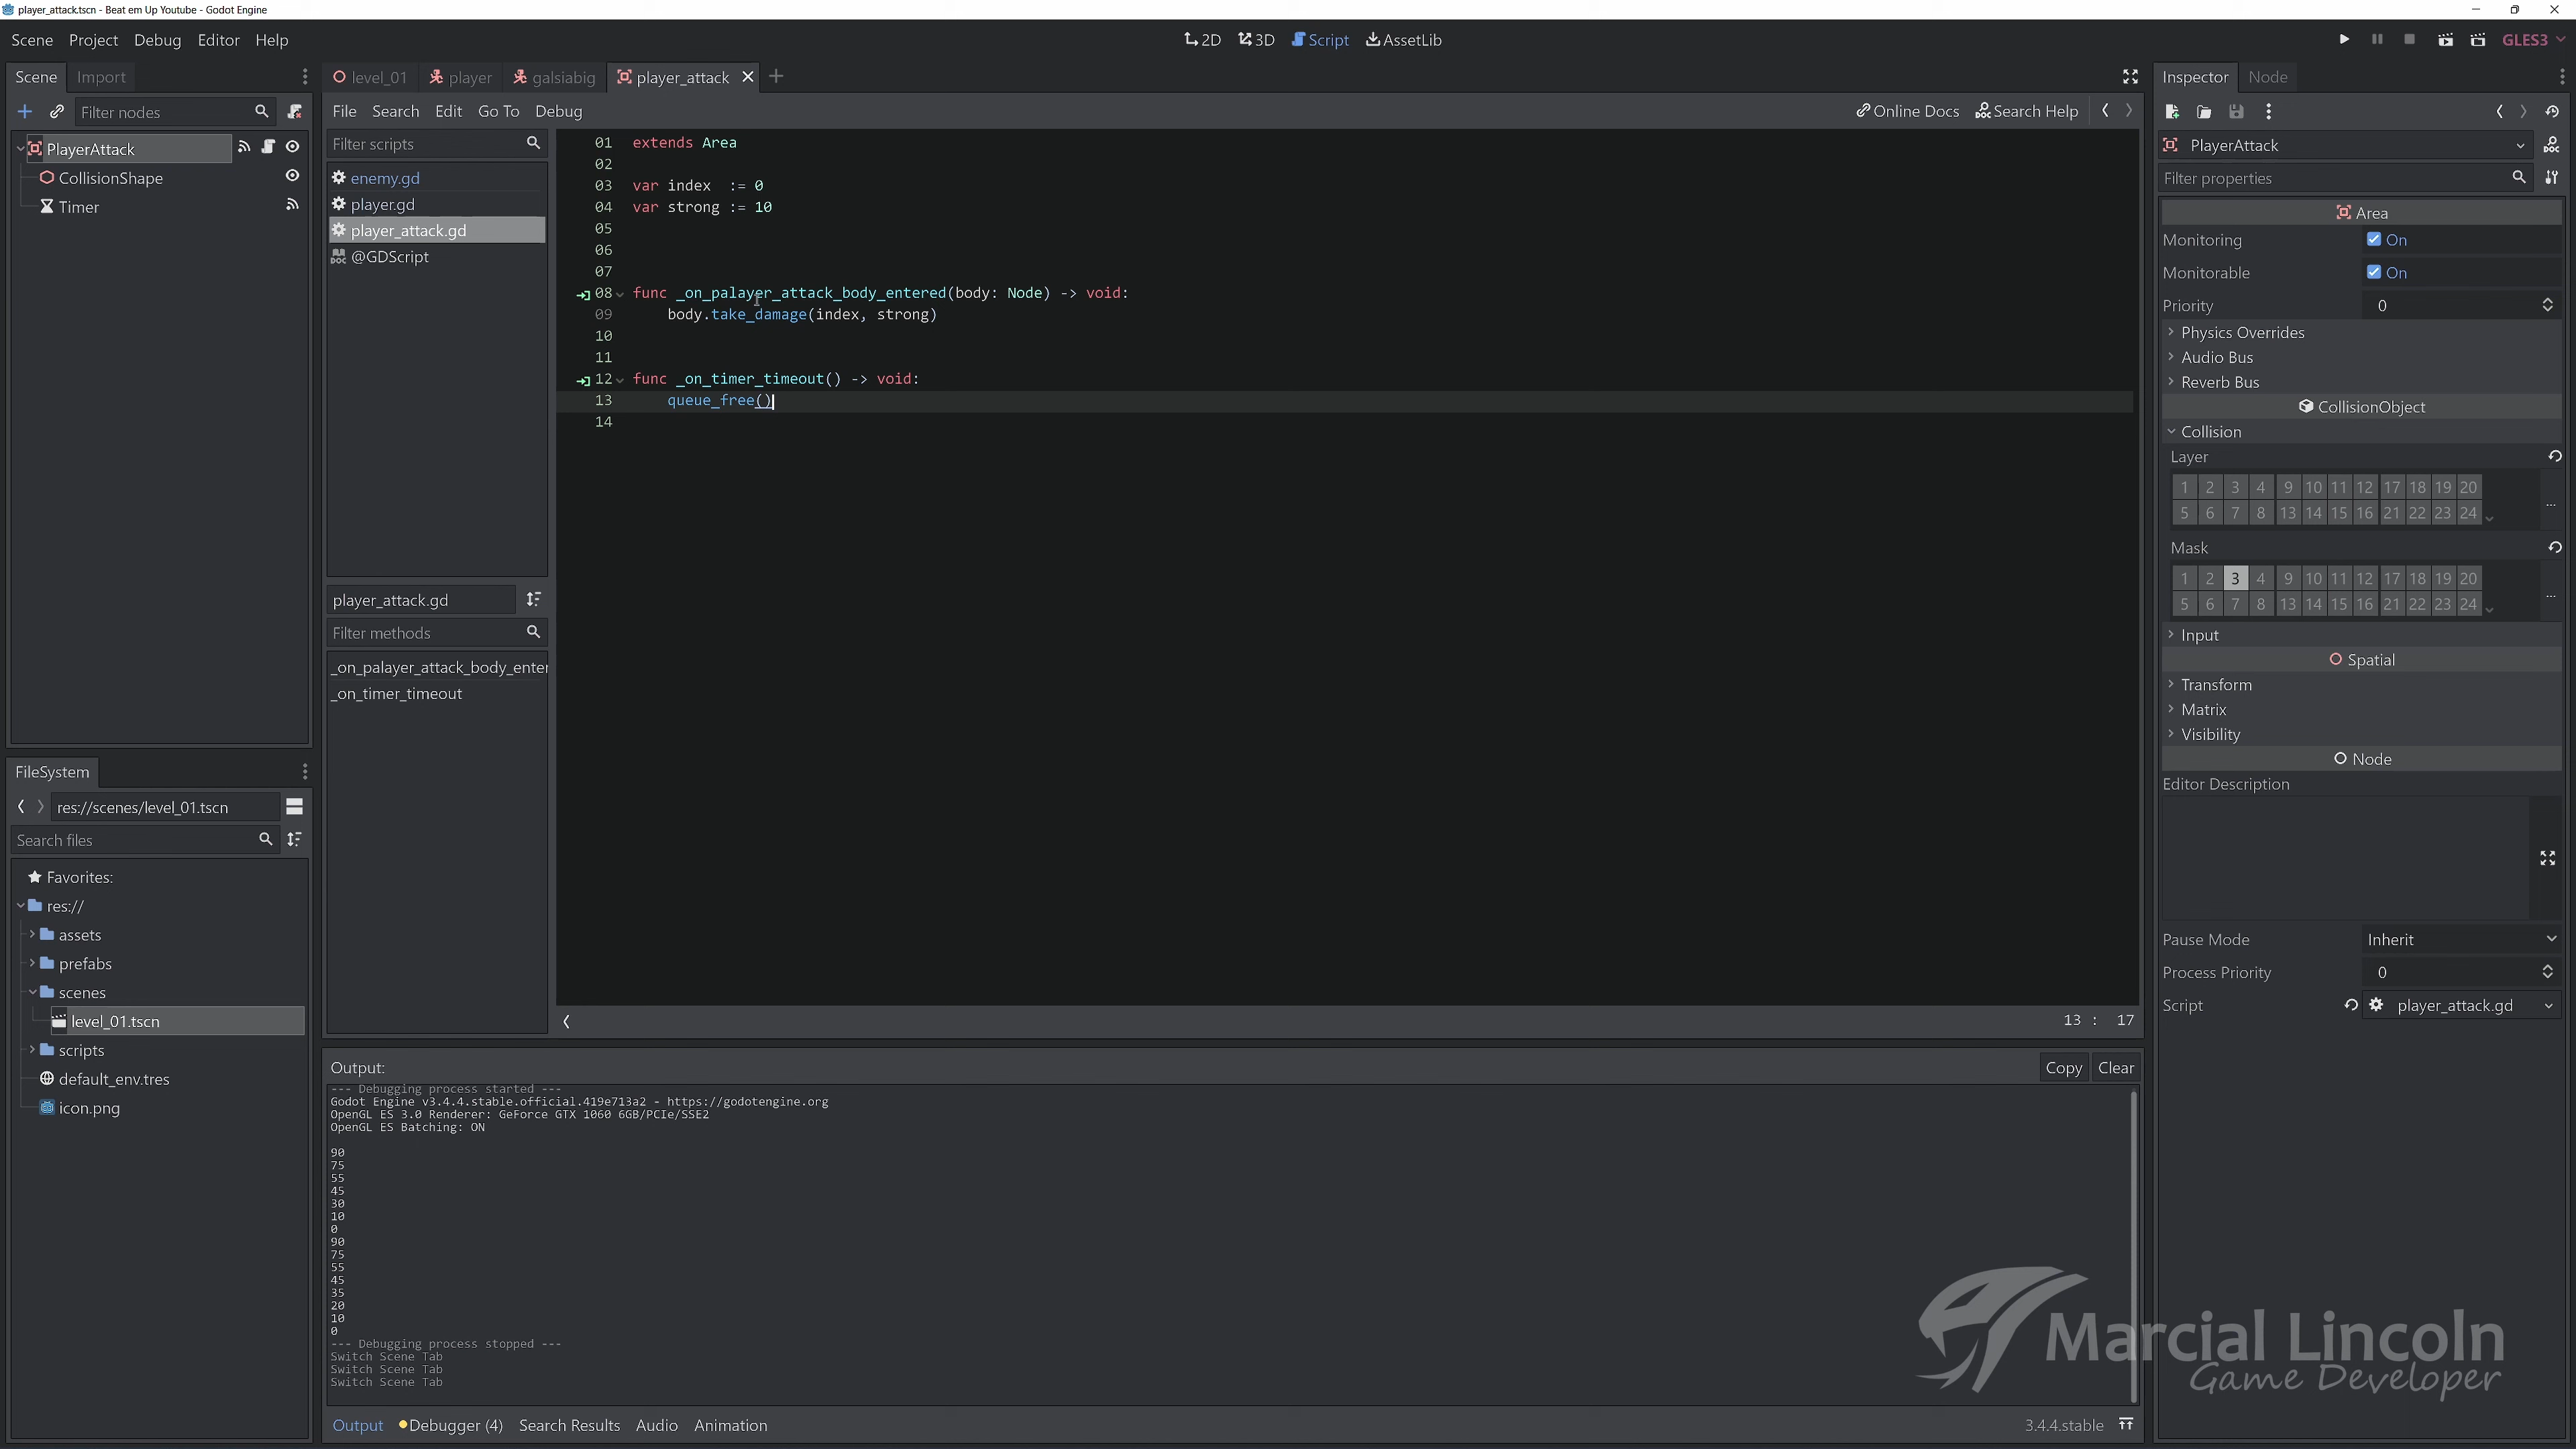 player_attack.tscn - Beat em Up Youtube - Godot Engine
Scene Project Debug Editor Help
2D 3D Script AssetLib
GLES3
Scene Import
level_01 player galsiabig player_attack
Inspector Node
Filter nodes
File Search Edit Go To Debug
Online Docs Search Help
PlayerAttack
CollisionShape
Timer
Filter scripts
enemy.gd
player.gd
player_attack.gd
@GDScript
player_attack.gd
Filter methods
_on_palayer_attack_body_enter
_on_timer_timeout
01 extends Area
02
03 var index := 0
04 var strong := 10
05
06
07
08 func _on_palayer_attack_body_entered(body: Node) -> void:
09 body.take_damage(index, strong)
10
11
12 func _on_timer_timeout() -> void:
13 queue_free()
14
13 : 17
FileSystem
res://scenes/level_01.tscn
Search files
Favorites:
res://
assets
prefabs
scenes
level_01.tscn
scripts
default_env.tres
icon.png
Output:
Copy Clear
--- Debugging process started ---
Godot Engine v3.4.4.stable.official.419e713a2 - https://godotengine.org
OpenGL ES 3.0 Renderer: GeForce GTX 1060 6GB/PCIe/SSE2
OpenGL ES Batching: ON
90
75
55
45
30
10
0
90
75
55
45
35
20
10
0
--- Debugging process stopped ---
Switch Scene Tab
Switch Scene Tab
Switch Scene Tab
Output Debugger (4) Search Results Audio Animation
3.4.4.stable
PlayerAttack
Filter properties
Area
Monitoring On
Monitorable On
Priority 0
Physics Overrides
Audio Bus
Reverb Bus
CollisionObject
Collision
Layer
1 2 3 4 9 10 11 12 17 18 19 20
5 6 7 8 13 14 15 16 21 22 23 24
...
Mask
1 2 3 4 9 10 11 12 17 18 19 20
5 6 7 8 13 14 15 16 21 22 23 24
...
Input
Spatial
Transform
Matrix
Visibility
Node
Editor Description
Pause Mode Inherit
Process Priority 0
Script player_attack.gd
Marcial Lincoln
Game Developer